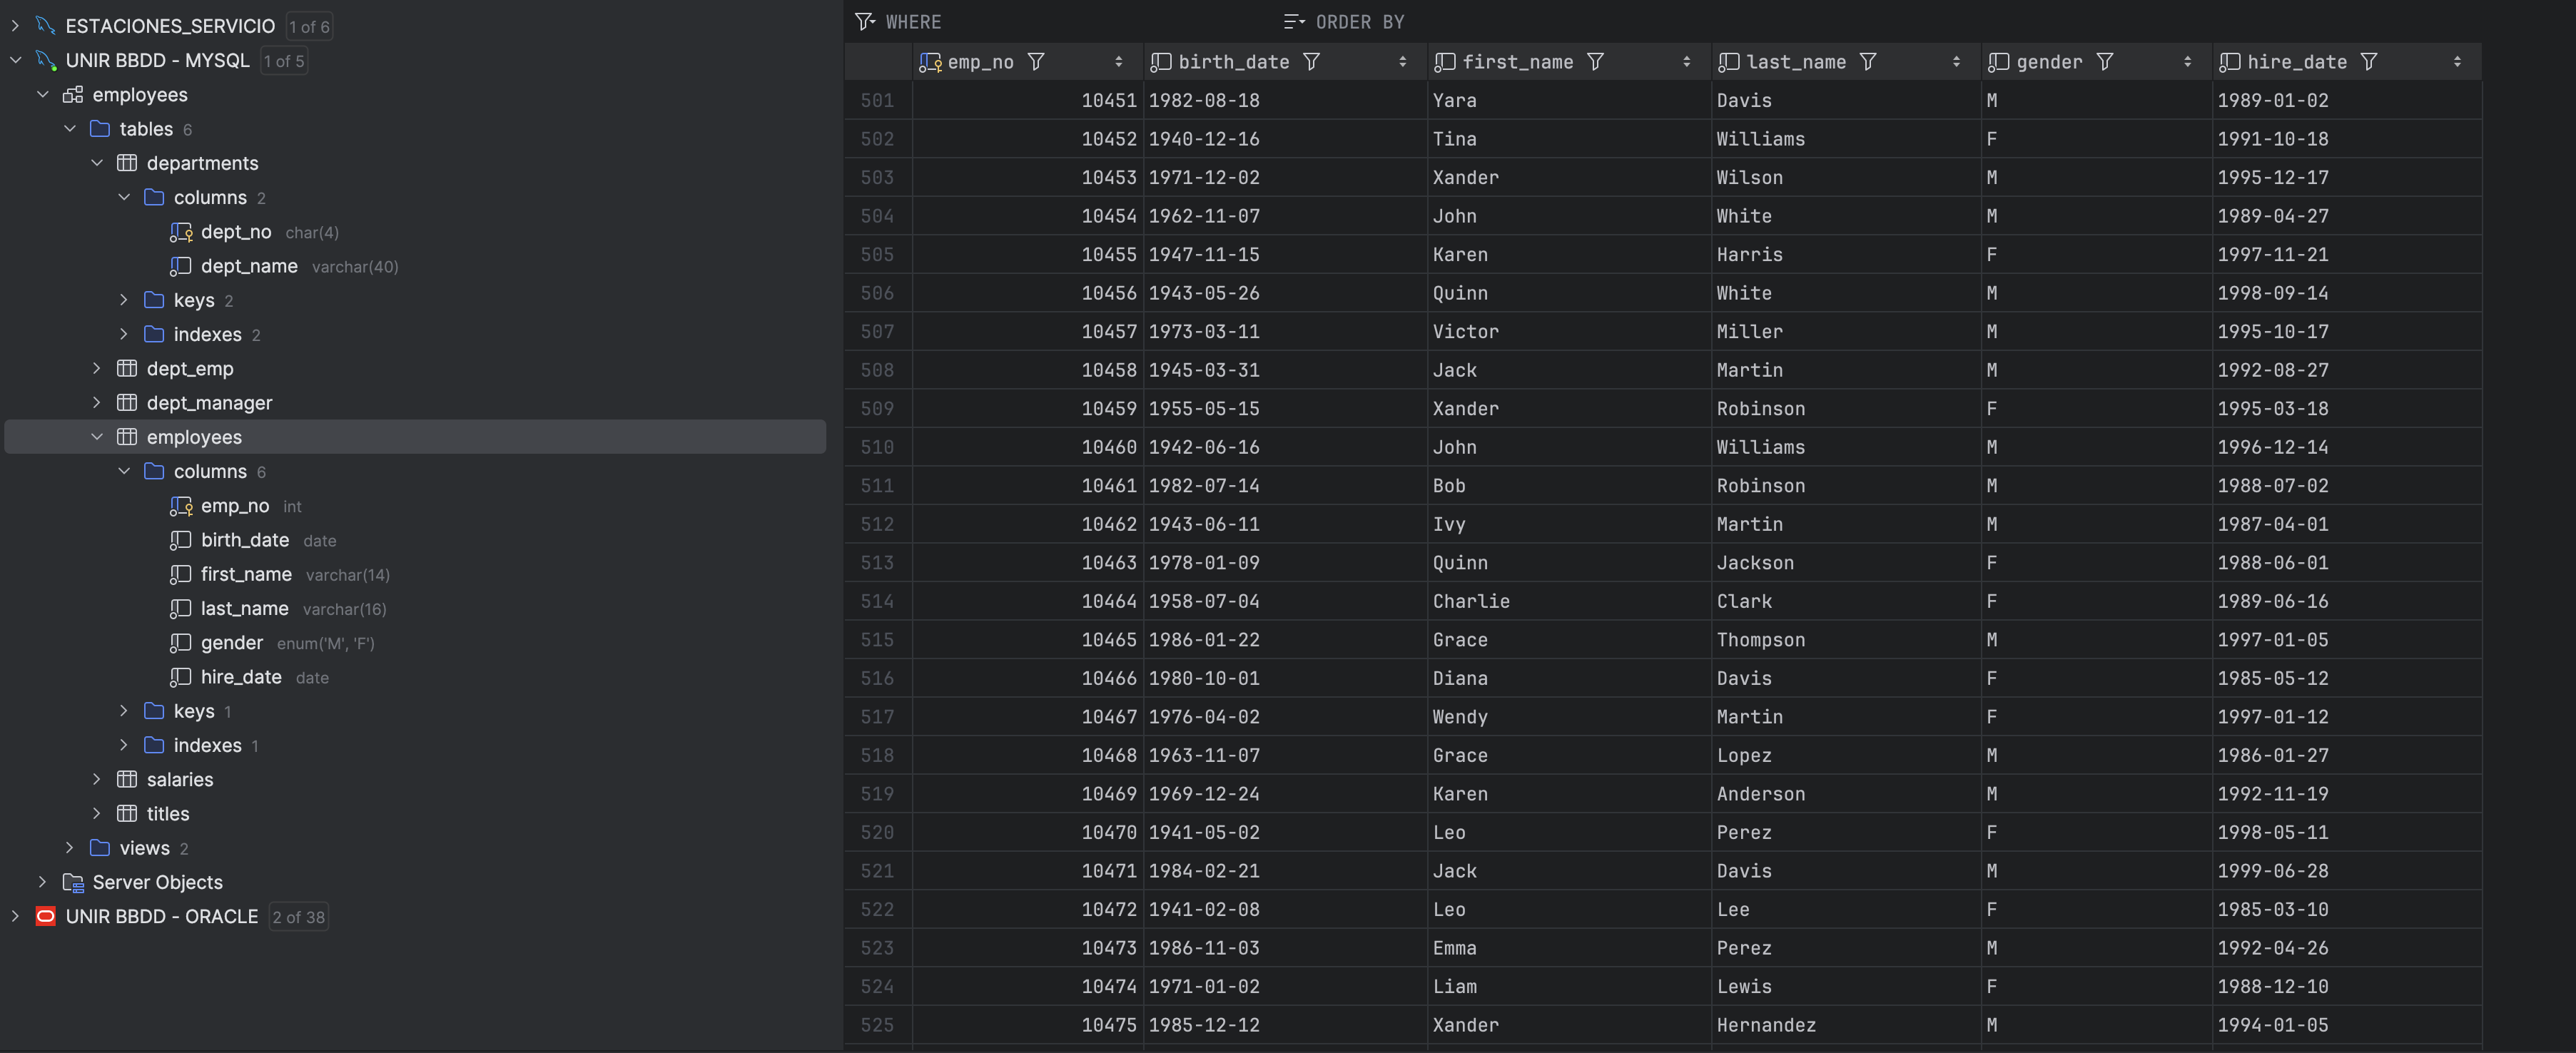 ESTACIONES_SERVICIO 1 of 6
UNIR BBDD - MYSQL 1 of 5
employees
tables 6
departments
columns 2
dept_no char(4)
dept_name varchar(40)
keys 2
indexes 2
dept_emp
dept_manager
employees
columns 6
emp_no int
birth_date date
first_name varchar(14)
last_name varchar(16)
gender enum('M', 'F')
hire_date date
keys 1
indexes 1
salaries
titles
views 2
Server Objects
UNIR BBDD - ORACLE 2 of 38
WHERE ORDER BY
emp_no birth_date first_name last_name gender hire_date
501 10451 1982-08-18 Yara Davis M 1989-01-02
502 10452 1940-12-16 Tina Williams F 1991-10-18
503 10453 1971-12-02 Xander Wilson M 1995-12-17
504 10454 1962-11-07 John White M 1989-04-27
505 10455 1947-11-15 Karen Harris F 1997-11-21
506 10456 1943-05-26 Quinn White M 1998-09-14
507 10457 1973-03-11 Victor Miller M 1995-10-17
508 10458 1945-03-31 Jack Martin M 1992-08-27
509 10459 1955-05-15 Xander Robinson F 1995-03-18
510 10460 1942-06-16 John Williams M 1996-12-14
511 10461 1982-07-14 Bob Robinson M 1988-07-02
512 10462 1943-06-11 Ivy Martin M 1987-04-01
513 10463 1978-01-09 Quinn Jackson F 1988-06-01
514 10464 1958-07-04 Charlie Clark F 1989-06-16
515 10465 1986-01-22 Grace Thompson M 1997-01-05
516 10466 1980-10-01 Diana Davis F 1985-05-12
517 10467 1976-04-02 Wendy Martin F 1997-01-12
518 10468 1963-11-07 Grace Lopez M 1986-01-27
519 10469 1969-12-24 Karen Anderson M 1992-11-19
520 10470 1941-05-02 Leo Perez F 1998-05-11
521 10471 1984-02-21 Jack Davis M 1999-06-28
522 10472 1941-02-08 Leo Lee F 1985-03-10
523 10473 1986-11-03 Emma Perez M 1992-04-26
524 10474 1971-01-02 Liam Lewis F 1988-12-10
525 10475 1985-12-12 Xander Hernandez M 1994-01-05